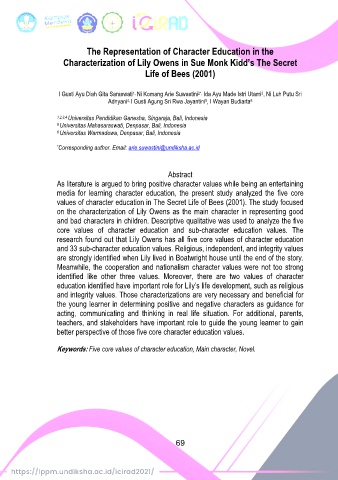 Kampus
Merdeka
iCiRAD
The Representation of Character Education in the
Characterization of Lily Owens in Sue Monk Kidd's The Secret
Life of Bees (2001)
I Gusti Ayu Diah Gita Saraswati¹, Ni Komang Arie Suwastini², Ida Ayu Made Istri Utami³, Ni Luh Putu Sri
Adnyani⁴, I Gusti Agung Sri Rwa Jayantini⁵, I Wayan Budiarta⁶
¹,²,³,⁴ Universitas Pendidikan Ganesha, Singaraja, Bali, Indonesia
⁵ Universitas Mahasaraswati, Denpasar, Bali, Indonesia
⁶ Universitas Warmadewa, Denpasar, Bali, Indonesia
*Corresponding author. Email: arie.suwastini@undiksha.ac.id
Abstract
As literature is argued to bring positive character values while being an entertaining
media for learning character education, the present study analyzed the five core
values of character education in The Secret Life of Bees (2001). The study focused
on the characterization of Lily Owens as the main character in representing good
and bad characters in children. Descriptive qualitative was used to analyze the five
core values of character education and sub-character education values. The
research found out that Lily Owens has all five core values of character education
and 33 sub-character education values. Religious, independent, and integrity values
are strongly identified when Lily lived in Boatwright house until the end of the story.
Meanwhile, the cooperation and nationalism character values were not too strong
identified like other three values. Moreover, there are two values of character
education identified have important role for Lily's life development, such as religious
and integrity values. Those characterizations are very necessary and beneficial for
the young learner in determining positive and negative characters as guidance for
acting, communicating and thinking in real life situation. For additional, parents,
teachers, and stakeholders have important role to guide the young learner to gain
better perspective of those five core character education values.
Keywords: Five core values of character education, Main character, Novel.
69
https://lppm.undiksha.ac.id/icirad2021/